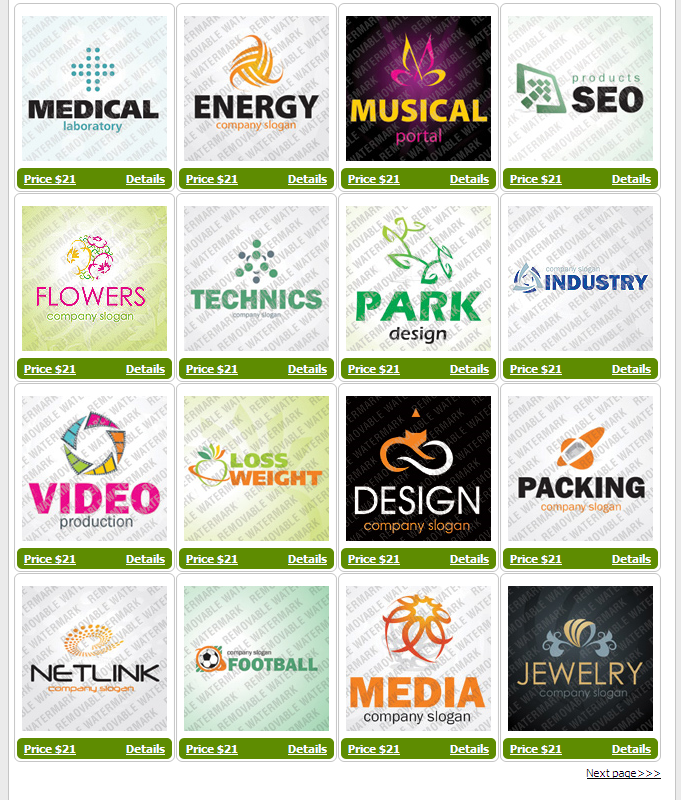 MEDICAL
laboratory
Price $21 Details
ENERGY
company slogan
Price $21 Details
MUSICAL
portal
Price $21 Details
products
SEO
Price $21 Details
FLOWERS
company slogan
Price $21 Details
TECHNICS
company slogan
Price $21 Details
PARK
design
Price $21 Details
company slogan
INDUSTRY
Price $21 Details
VIDEO
production
Price $21 Details
LOSS
WEIGHT
Price $21 Details
DESIGN
company slogan
Price $21 Details
PACKING
company slogan
Price $21 Details
NETLINK
company slogan
Price $21 Details
company slogan
FOOTBALL
Price $21 Details
MEDIA
company slogan
Price $21 Details
JEWELRY
company slogan
Price $21 Details
Next page>>>
REMOVABLE WATERMARK